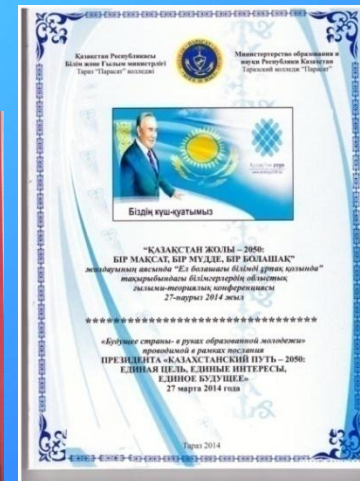 Қазақстан Республикасы
Білім және Ғылым министрлігі
Тараз "Парасат" колледжі
Министертерство образования и
науки Республики Казахстан
Таразский колледж "Парасат"
Біздің күш-қуатымыз
"ҚАЗАҚСТАН ЖОЛЫ – 2050:
БІР МАҚСАТ, БІР МҮДДЕ, БІР БОЛАШАҚ"
жолдауының аясында "Ел болашағы білімді ұрпақ қолында"
тақырыбындағы білімгерлердің облыстық
ғылыми-теориялық конференциясы
27-наурыз 2014 жыл
«Будущее страны- в руках образованной молодежи»
проводимой в рамках послания
ПРЕЗИДЕНТА «КАЗАХСТАНСКИЙ ПУТЬ – 2050:
ЕДИНАЯ ЦЕЛЬ, ЕДИНЫЕ ИНТЕРЕСЫ,
ЕДИНОЕ БУДУЩЕЕ»
27 марта 2014 года
Тараз 2014